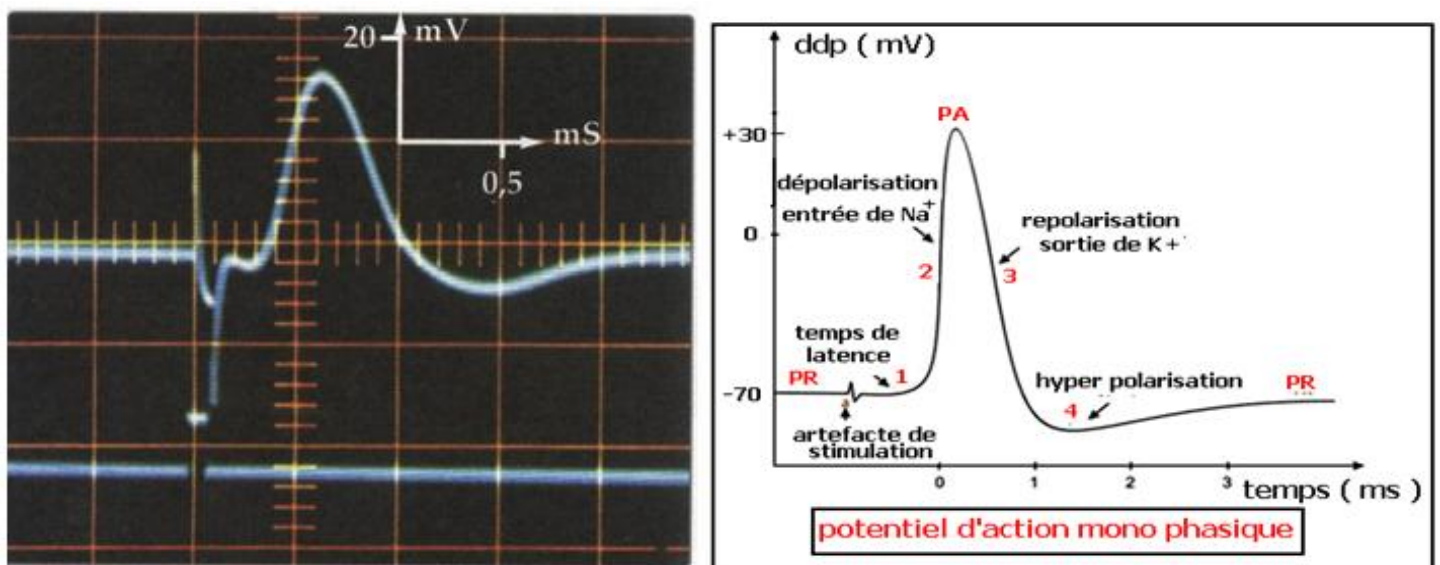 20
mV
mS
0,5
ddp ( mV)
+30
PA
dépolarisation
entrée de Na+
0
2
repolarisation
sortie de K+
3
temps de
latence
PR
1
hyper polarisation
PR
-70
4
artefacte de
stimulation
0
1
2
3
temps ( ms )
potentiel d'action mono phasique